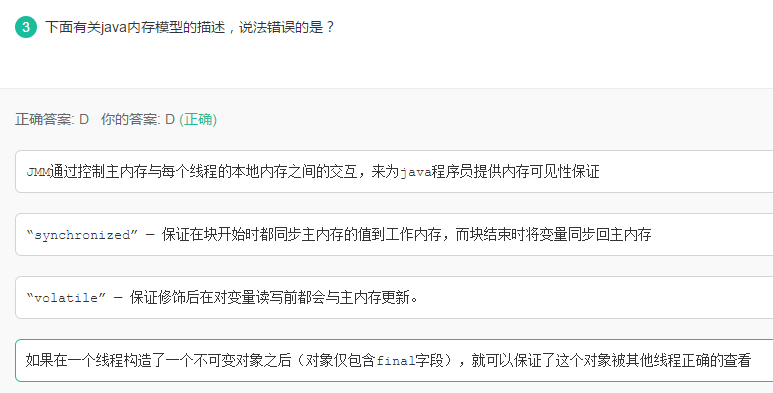 3 下面有关java内存模型的描述，说法错误的是？
正确答案: D 你的答案: D (正确)
JMM通过控制主内存与每个线程的本地内存之间的交互，来为java程序员提供内存可见性保证
“synchronized” — 保证在块开始时都同步主内存的值到工作内存，而块结束时将变量同步回主内存
“volatile” — 保证修饰后在对变量读写前都会与主内存更新。
如果在一个线程构造了一个不可变对象之后（对象仅包含final字段），就可以保证了这个对象被其他线程正确的查看